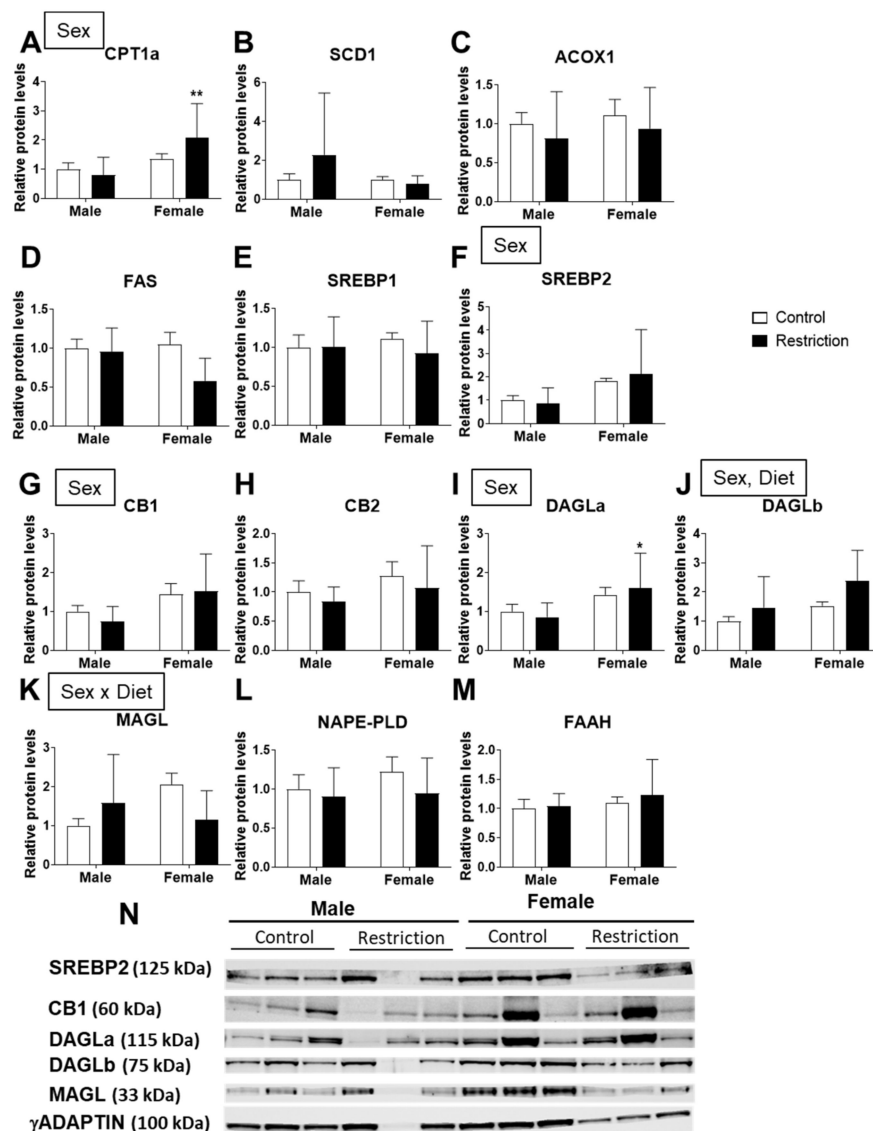 A Sex
CPT1a
Relative protein levels
4
3
2
1
0
**
Male Female
B
SCD1
Relative protein levels
6
4
2
0
Male Female
C
ACOX1
Relative protein levels
1.5
1.0
0.5
0.0
Male Female
D
FAS
Relative protein levels
1.5
1.0
0.5
0.0
Male Female
E
SREBP1
Relative protein levels
1.5
1.0
0.5
0.0
Male Female
F Sex
SREBP2
Relative protein levels
5
4
3
2
1
0
Male Female
Control
Restriction
G Sex
CB1
Relative protein levels
3
2
1
0
Male Female
H
CB2
Relative protein levels
2.0
1.5
1.0
0.5
0.0
Male Female
I Sex
DAGLa
Relative protein levels
3
2
1
0
*
Male Female
J Sex, Diet
DAGLb
Relative protein levels
4
3
2
1
0
Male Female
K Sex x Diet
MAGL
Relative protein levels
3
2
1
0
Male Female
L
NAPE-PLD
Relative protein levels
1.5
1.0
0.5
0.0
Male Female
M
FAAH
Relative protein levels
2.0
1.5
1.0
0.5
0.0
Male Female
N
Male Female
Control Restriction Control Restriction
SREBP2 (125 kDa)
CB1 (60 kDa)
DAGLa (115 kDa)
DAGLb (75 kDa)
MAGL (33 kDa)
γADAPTIN (100 kDa)